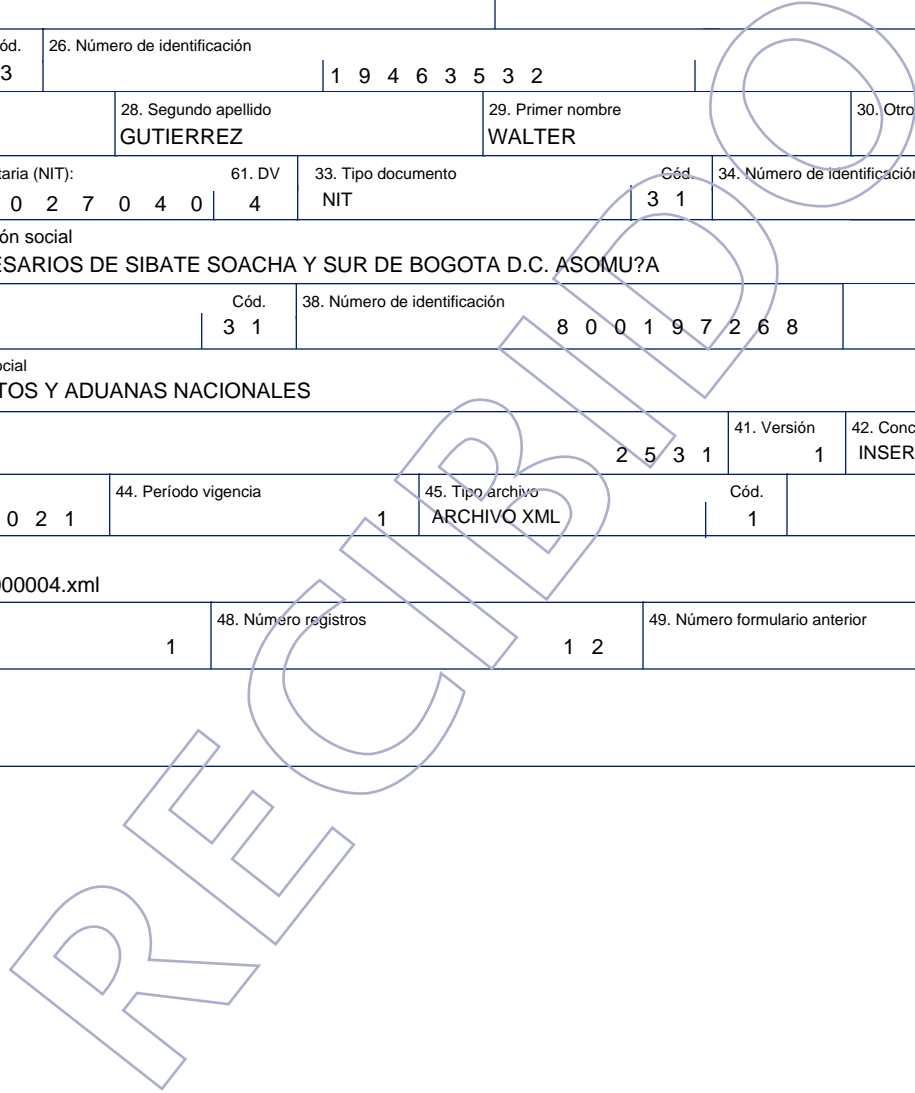 ód. 26. Número de identificación
3 1 9 4 6 3 5 3 2
28. Segundo apellido 29. Primer nombre 30. Otro
GUTIERREZ WALTER
taria (NIT): 61. DV 33. Tipo documento Cód. 34. Número de identificación
0 2 7 0 4 0 4 NIT 3 1
ón social
ESARIOS DE SIBATE SOACHA Y SUR DE BOGOTA D.C. ASOMU?A
Cód. 38. Número de identificación
3 1 8 0 0 1 9 7 2 6 8
ocial
TOS Y ADUANAS NACIONALES
41. Versión 42. Conc
2 5 3 1 1 INSER
44. Período vigencia 45. Tipo archivo Cód.
0 2 1 1 ARCHIVO XML 1
000004.xml
48. Número registros 49. Número formulario anterior
1 1 2
RECIBIDO